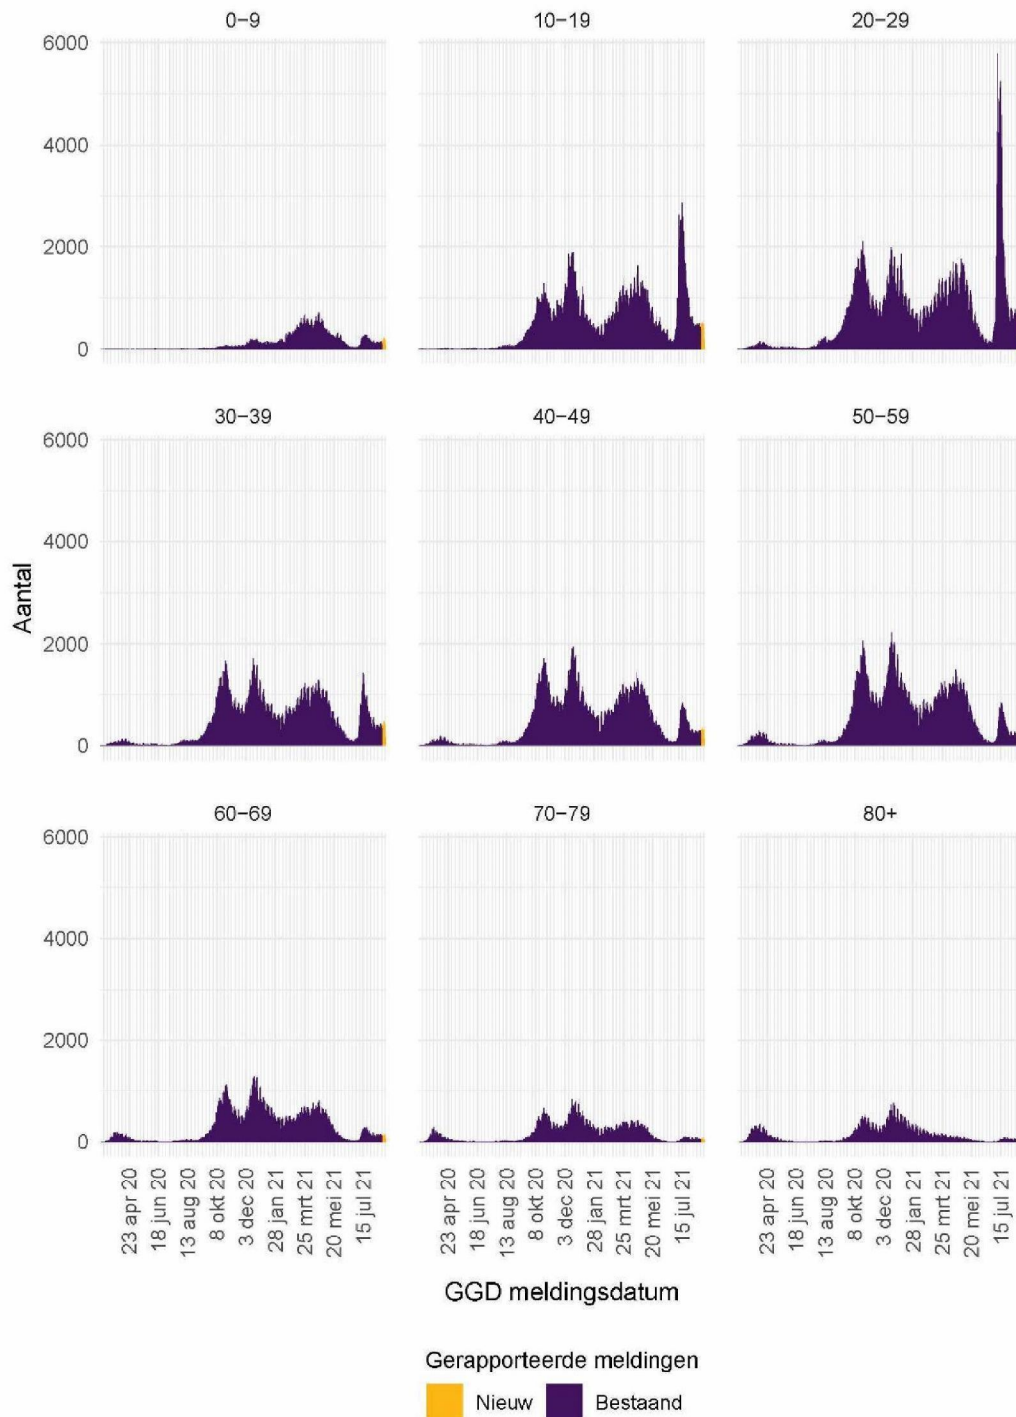 0−9 10−19 20−29
6000
4000
2000
0
30−39 40−49 50−59
6000
4000
2000
0
Aantal
60−69 70−79 80+
6000
4000
2000
0
23 apr 20 18 jun 20 13 aug 20 8 okt 20 3 dec 20 28 jan 21 25 mrt 21 20 mei 21 15 jul 21 23 apr 20 18 jun 20 13 aug 20 8 okt 20 3 dec 20 28 jan 21 25 mrt 21 20 mei 21 15 jul 21 23 apr 20 18 jun 20 13 aug 20 8 okt 20 3 dec 20 28 jan 21 25 mrt 21 20 mei 21 15 jul 21
GGD meldingsdatum
Gerapporteerde meldingen
Nieuw Bestaand